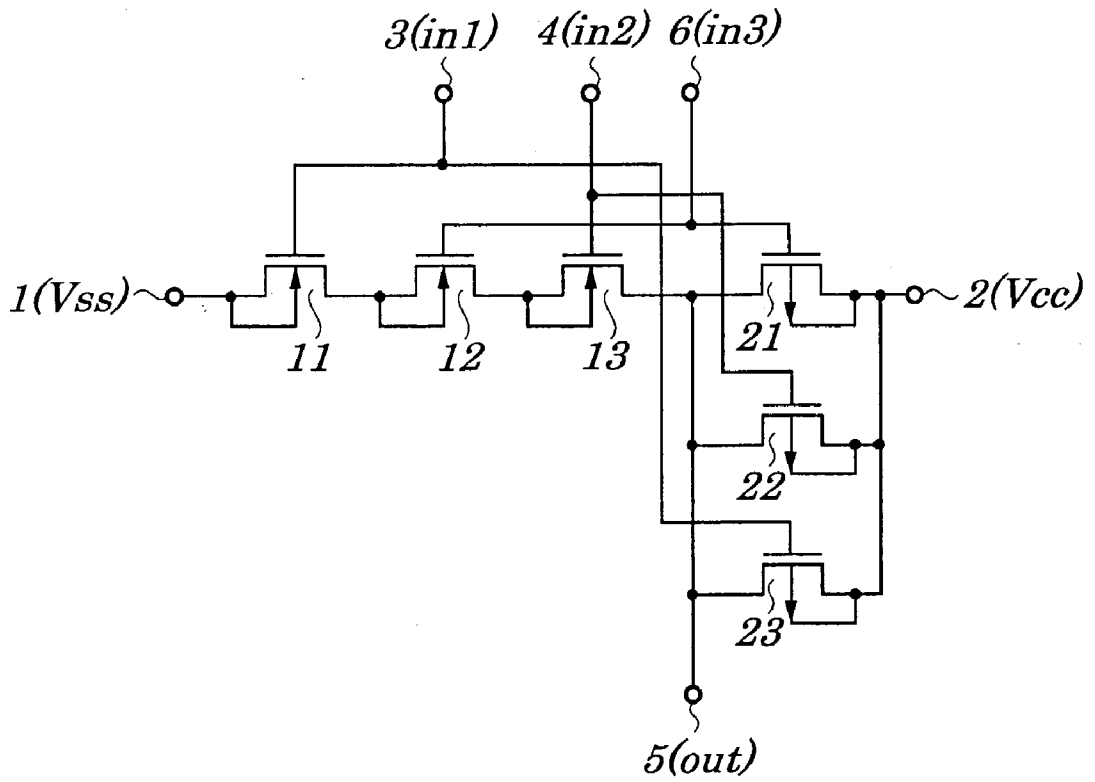 3(in1) 4(in2) 6(in3)
1(Vss) 11 12 13 21 2(Vcc)
22
23
5(out)